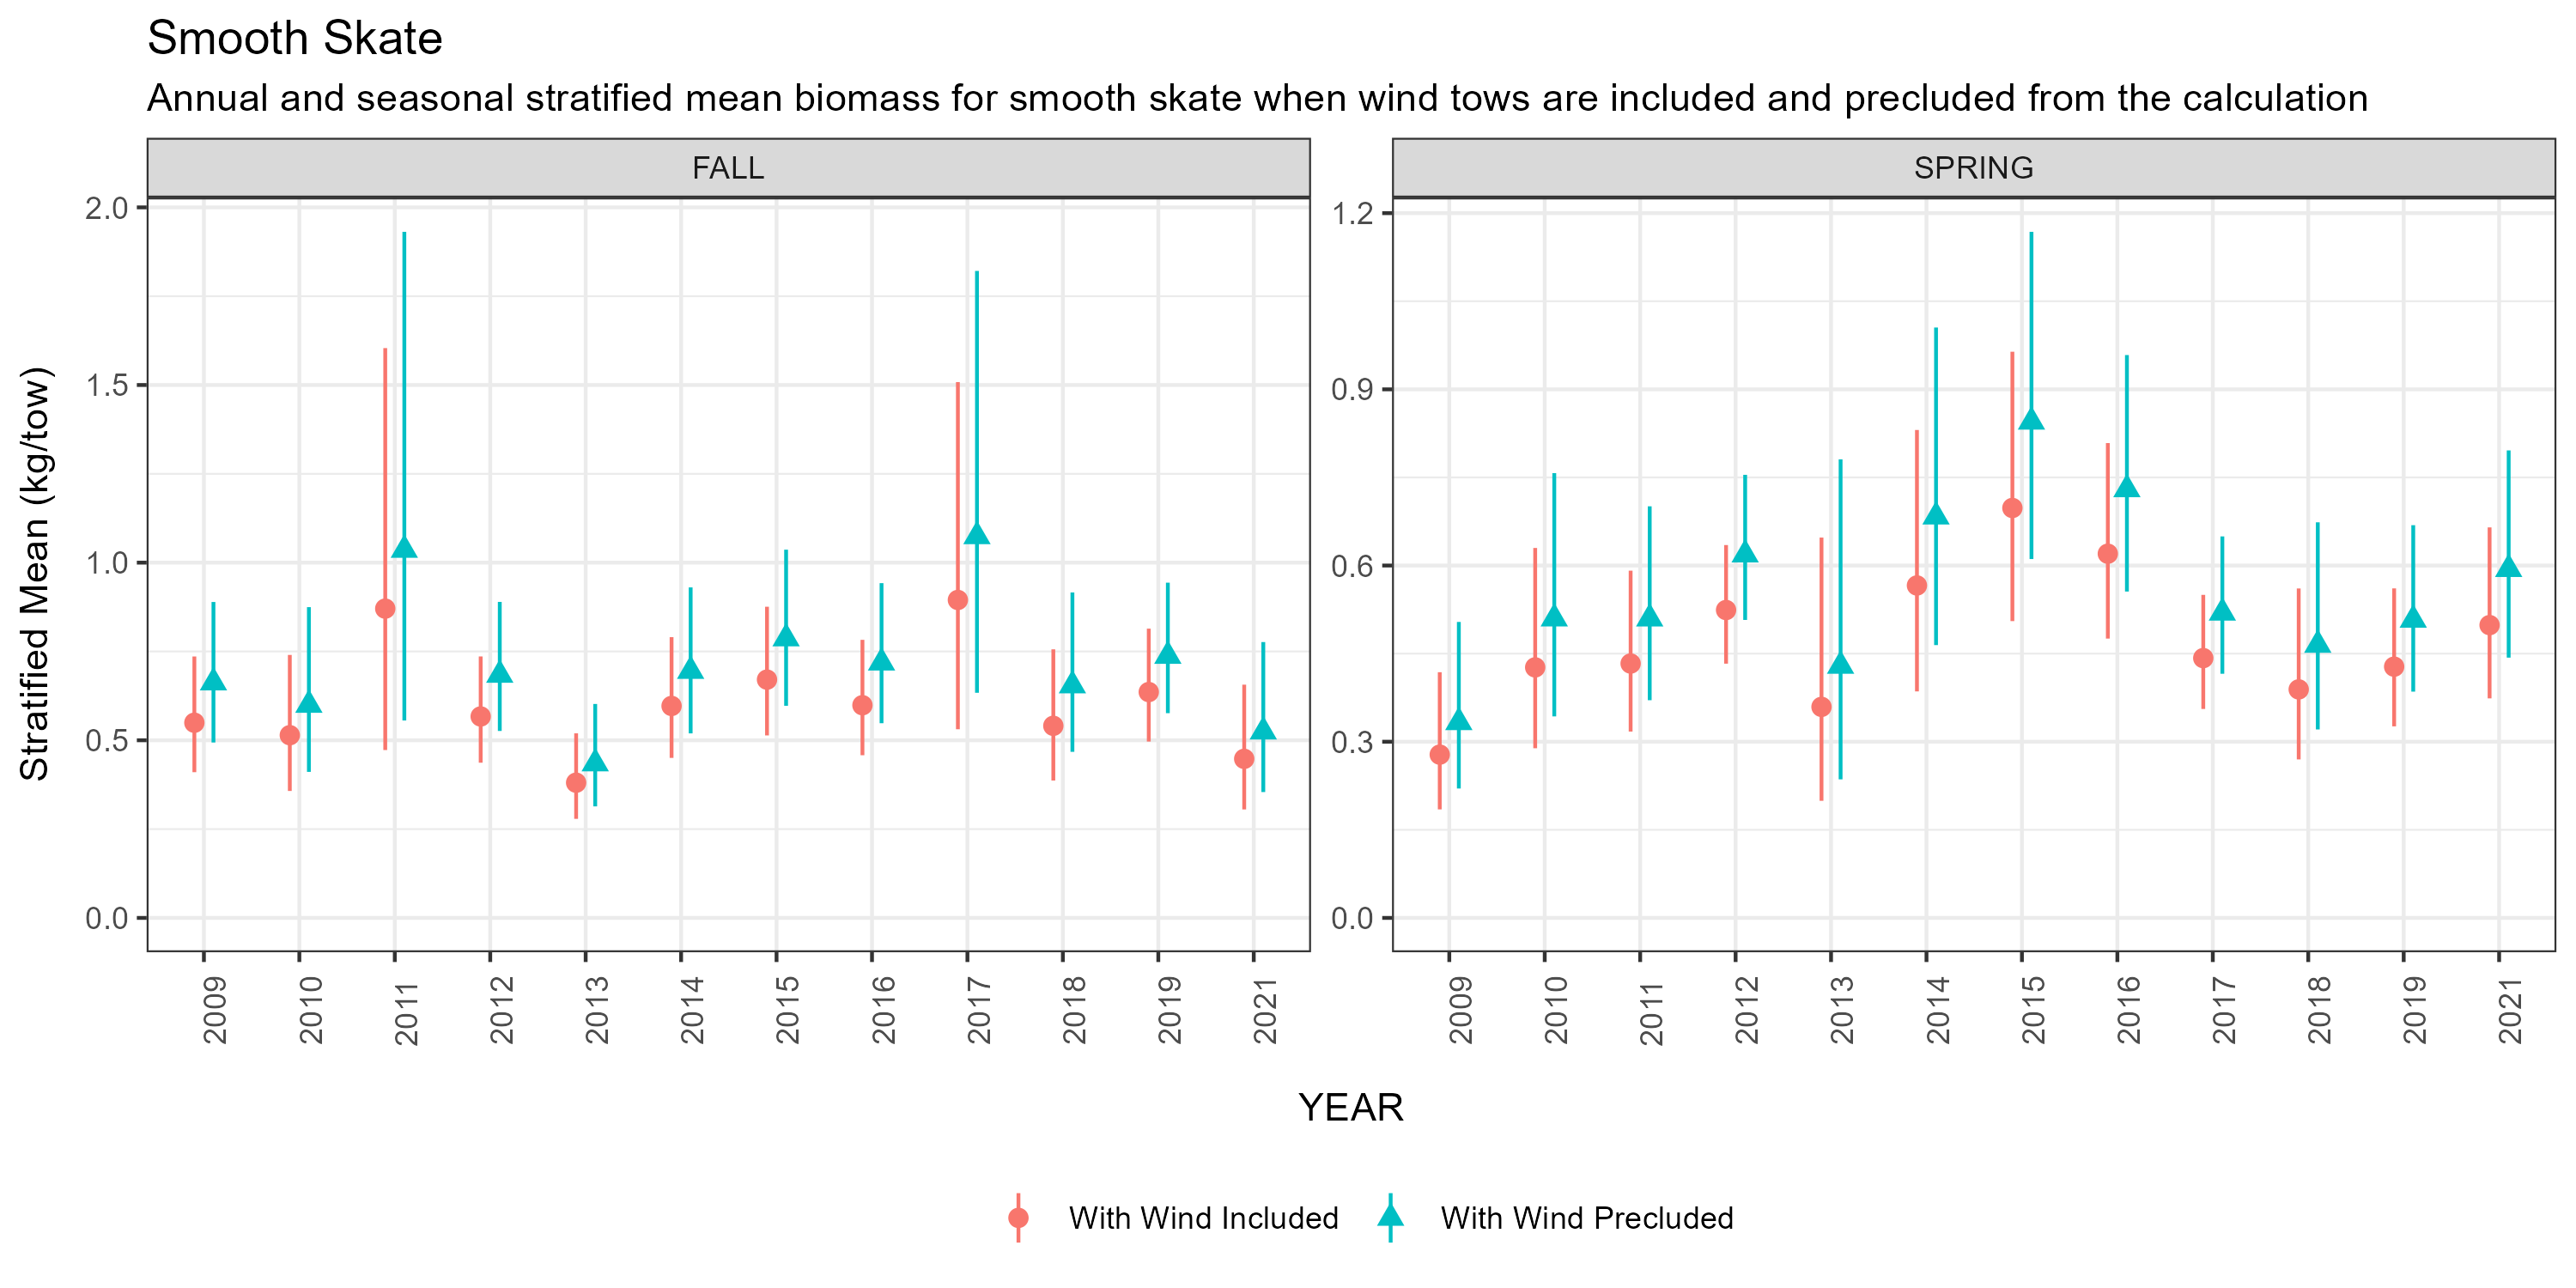 Smooth Skate
Annual and seasonal stratified mean biomass for smooth skate when wind tows are included and precluded from the calculation
FALL
SPRING
Stratified Mean (kg/tow)
2.0
1.5
1.0
0.5
0.0
1.2
0.9
0.6
0.3
0.0
2009 2010 2011 2012 2013 2014 2015 2016 2017 2018 2019 2021
2009 2010 2011 2012 2013 2014 2015 2016 2017 2018 2019 2021
YEAR
With Wind Included
With Wind Precluded